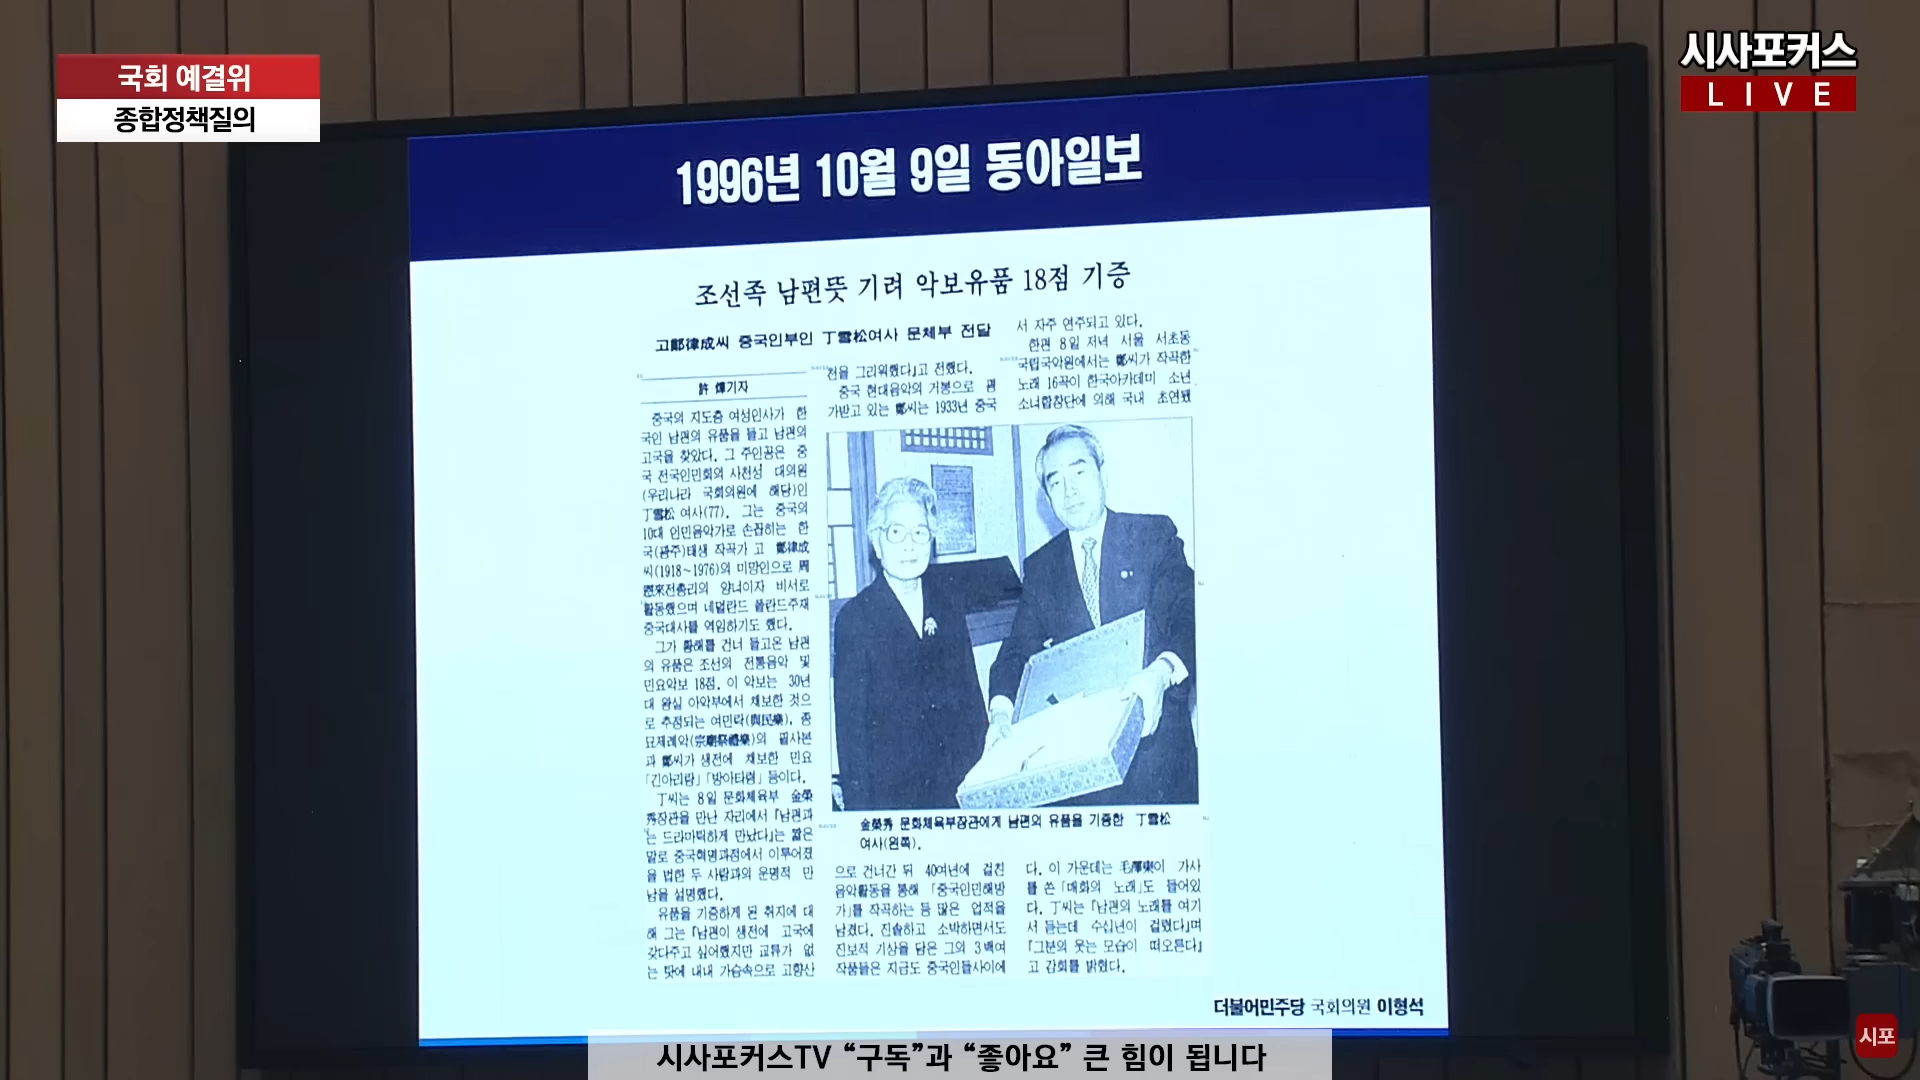 국회 예결위
종합정책질의
시사포커스
LIVE
1996년 10월 9일 동아일보
조선족 남편뜻 기려 악보유품 18점 기증
고鄭律成씨 중국인부인 丁雪松여사 문체부 전달
許 燁기자
중국의 지도층 여성인사가 한
국인 남편의 유품을 들고 남편의
고국을 찾았다. 그 주인공은 중
국 전국인민회의 사천성 대의원
(우리나라 국회의원에 해당)인
丁雪松여사(77). 그는 중국의
10대 인민음악가로 손꼽히는 한
국(광주)태생 작곡가 고 鄭律成
씨(1918~1976)의 미망인으로 周
恩來전총리의 양녀이자 비서로
활동했으며 네덜란드 폴란드주재
중국대사를 역임하기도 했다.
그가 황해를 건너 들고온 남편
의 유품은 조선의 전통음악 및
민요악보 18점. 이 악보는 30년
대 왕실 아악부에서 채보한 것으
로 추정되는 여민락(與民樂), 종
묘제례악(宗廟祭禮樂)의 필사본
과 鄭씨가 생전에 채보한 민요
「긴아리랑」「방아타령」 등이다.
丁씨는 8일 문화체육부 金榮
秀장관을 만난 자리에서 「남편과
는 드라마틱하게 만났다」는 짧은
말로 중국혁명과정에서 이루어졌
을 법한 두 사람과의 운명적 만
남을 설명했다.
유품을 기증하게 된 취지에 대
해 그는 「남편이 생전에 고국에
갖다주고 싶어했지만 교류가 없
는 탓에 내내 가슴속으로 고향산
천을 그리워했다」고 전했다.
중국 현대음악의 거봉으로 평
가받고 있는 鄭씨는 1933년 중국
金榮秀 문화체육부장관에게 남편의 유품을 기증한 丁雪松
여사(왼쪽).
으로 건너간 뒤 40여년에 걸친
음악활동을 통해 「중국인민해방
가」를 작곡하는 등 많은 업적을
남겼다. 진솔하고 소박하면서도
진보적 기상을 담은 그의 3백여
작품들은 지금도 중국인들사이에
서 자주 연주되고 있다.
한편 8일 저녁 서울 서초동
국립국악원에서는 鄭씨가 작곡한
노래 16곡이 한국아카데미 소년
소녀합창단에 의해 국내 초연됐
다. 이 가운데는 毛澤東이 가사
를 쓴 「매화의 노래」도 들어있
다. 丁씨는 「남편의 노래를 여기
서 듣는데 수십년이 걸렸다」며
「그분의 웃는 모습이 떠오른다」
고 감회를 밝혔다.
더불어민주당 국회의원 이형석
시사포커스TV “구독”과 “좋아요” 큰 힘이 됩니다
시포